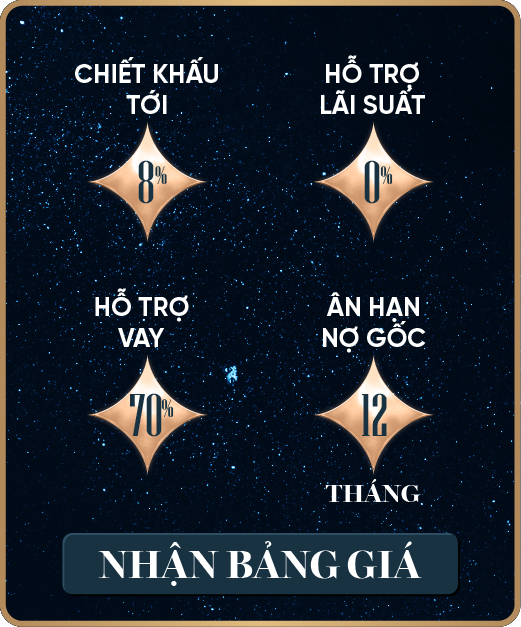 CHIẾT KHẤU
TỚI
8%
HỖ TRỢ
LÃI SUẤT
0%
HỖ TRỢ
VAY
70%
ÂN HẠN
NỢ GỐC
12
THÁNG
NHẬN BẢNG GIÁ